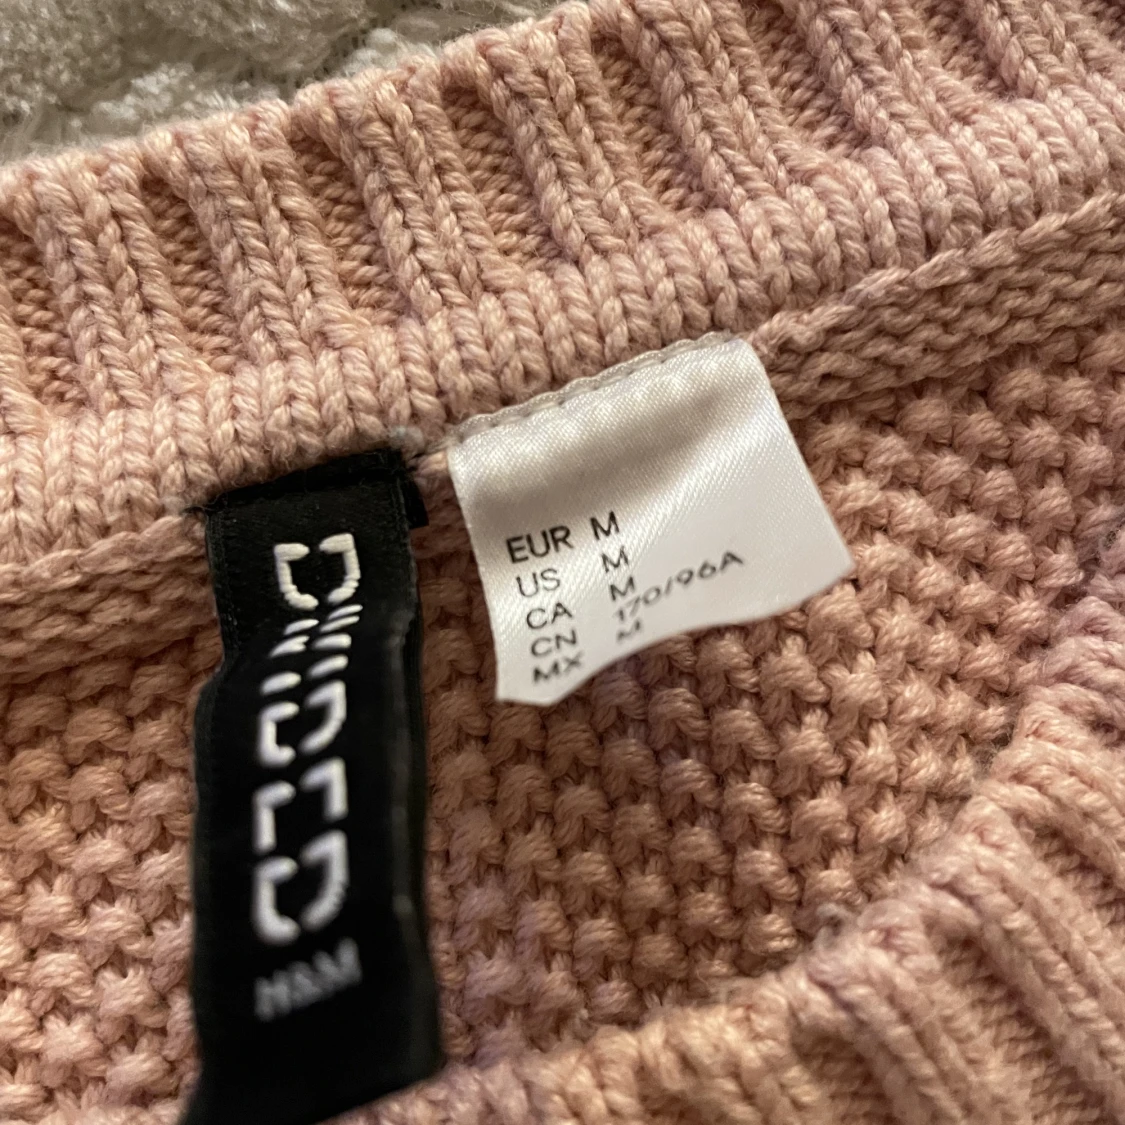 DIVIDED
H&M
EUR M
US M
CA M
CN 170/96A
MX M